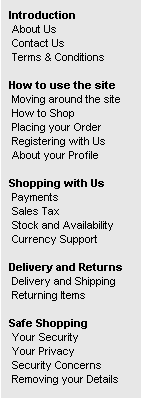 Introduction
About Us
Contact Us
Terms & Conditions
How to use the site
Moving around the site
How to Shop
Placing your Order
Registering with Us
About your Profile
Shopping with Us
Payments
Sales Tax
Stock and Availability
Currency Support
Delivery and Returns
Delivery and Shipping
Returning Items
Safe Shopping
Your Security
Your Privacy
Security Concerns
Removing your Details